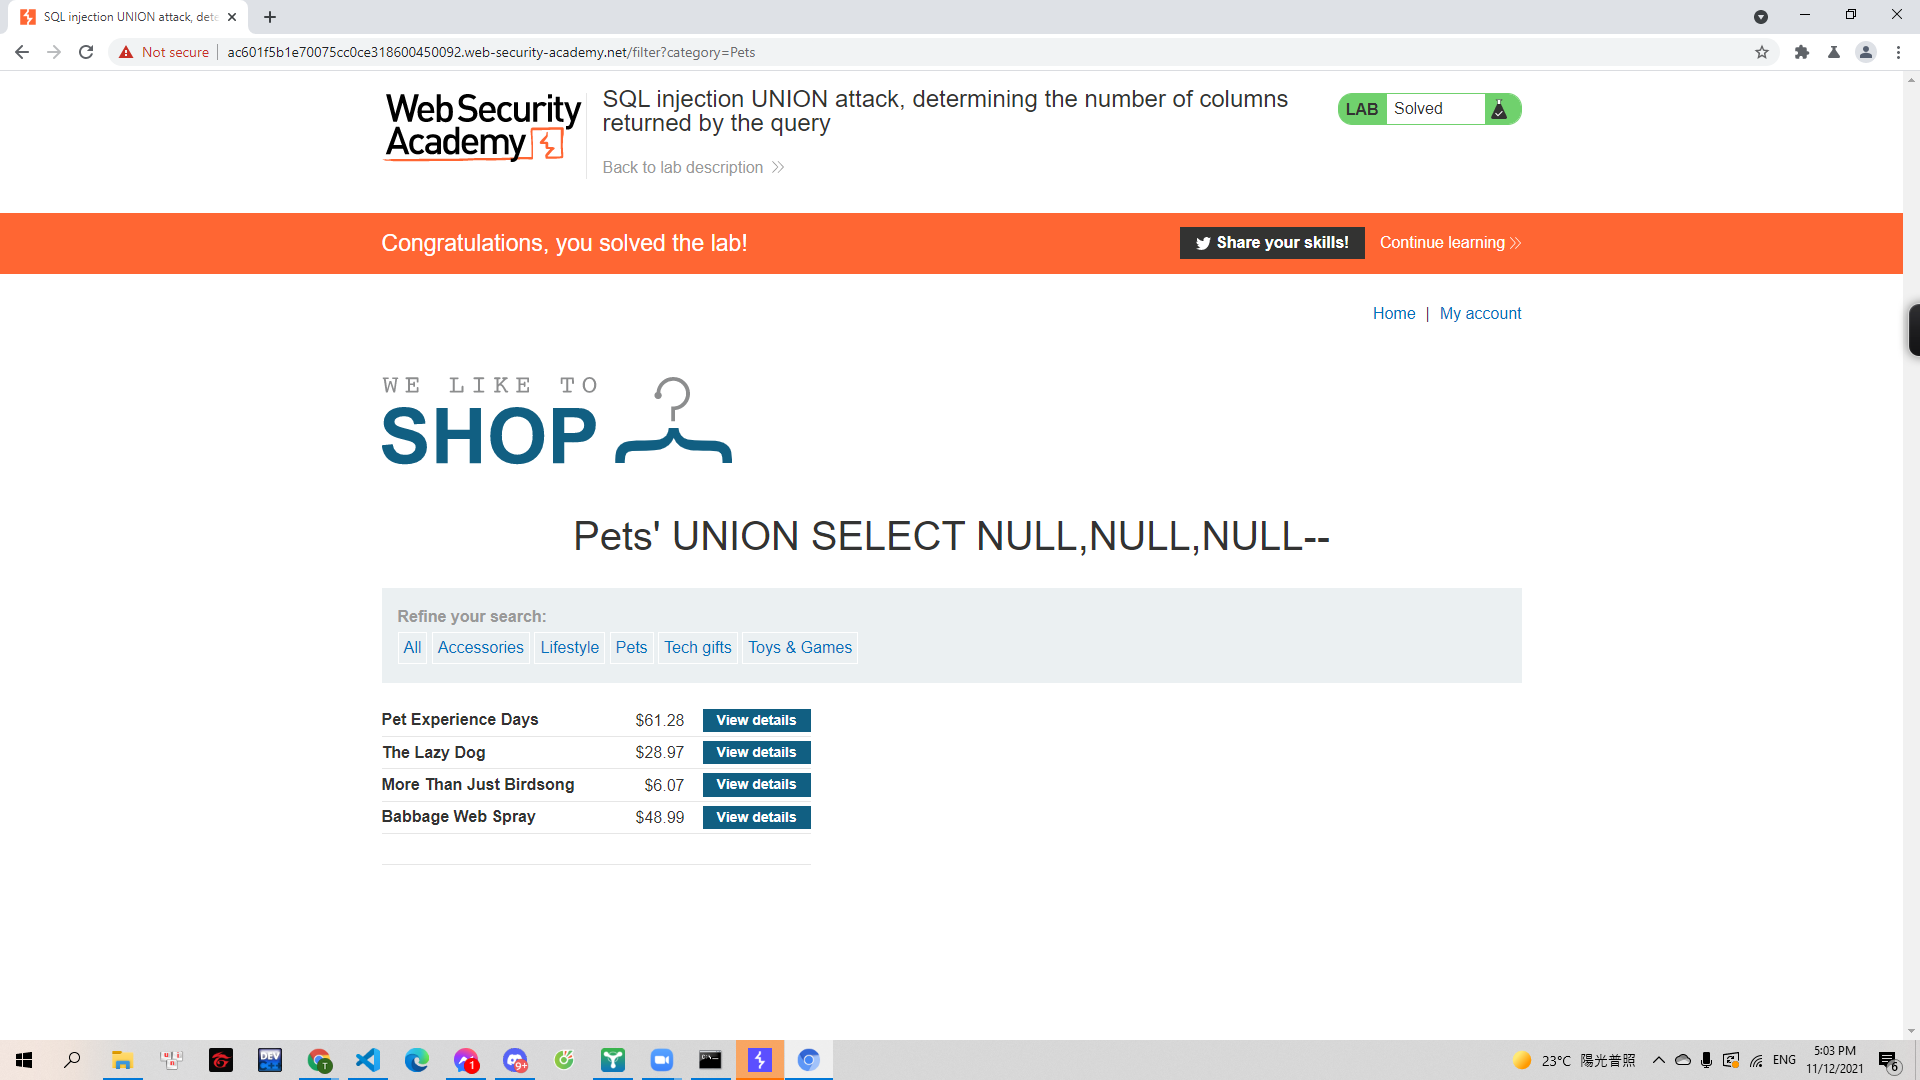 SQL injection UNION attack, dete
Not secure
ac601f5b1e70075cc0ce318600450092.web-security-academy.net/filter?category=Pets
Web Security
Academy
SQL injection UNION attack, determining the number of columns
returned by the query
Back to lab description
LAB Solved
Congratulations, you solved the lab!
Share your skills!
Continue learning
Home | My account
WE LIKE TO
SHOP
Pets' UNION SELECT NULL,NULL,NULL--
Refine your search:
All Accessories Lifestyle Pets Tech gifts Toys & Games
Pet Experience Days $61.28 View details
The Lazy Dog $28.97 View details
More Than Just Birdsong $6.07 View details
Babbage Web Spray $48.99 View details
DEV
T
1
9+
23°C 陽光普照
ENG
5:03 PM
11/12/2021
6